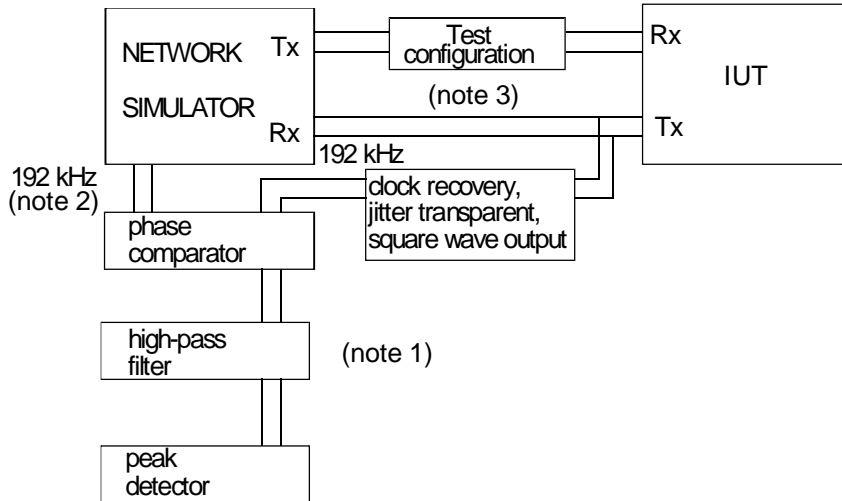 NETWORK
SIMULATOR
Tx
Rx
Test
configuration
(note 3)
Rx
IUT
Tx
192 kHz
(note 2)
192 kHz
clock recovery,
jitter transparent,
square wave output
phase
comparator
high-pass
filter
(note 1)
peak
detector